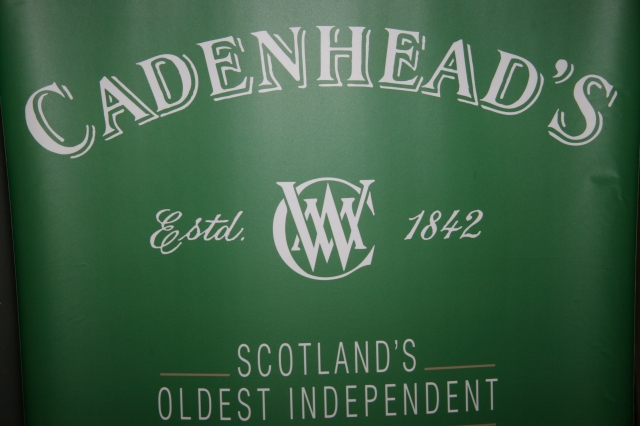 CADENHEAD'S
Estd. 1842
SCOTLAND'S
OLDEST INDEPENDENT